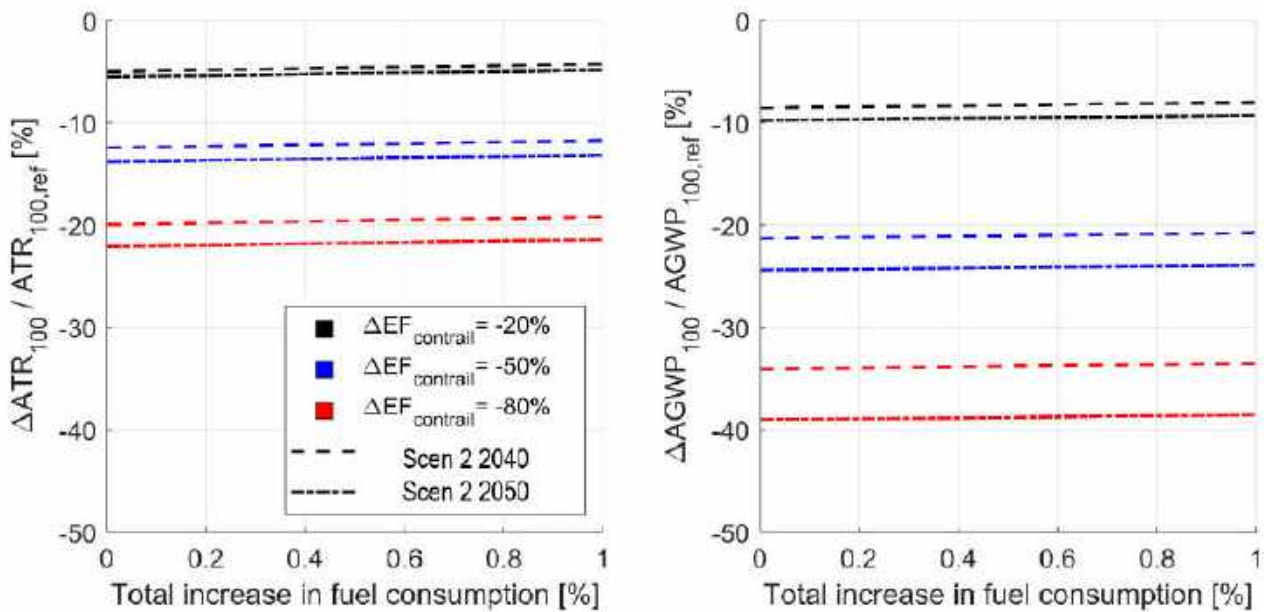 0
-10
-20
-30
-40
-50
ΔATR100 / ATR100,ref [%]
ΔEFcontrail= -20%
ΔEFcontrail= -50%
ΔEFcontrail= -80%
Scen 2 2040
Scen 2 2050
0 0.2 0.4 0.6 0.8 1
Total increase in fuel consumption [%]
0
-10
-20
-30
-40
-50
ΔAGWP100 / AGWP100,ref [%]
0 0.2 0.4 0.6 0.8 1
Total increase in fuel consumption [%]